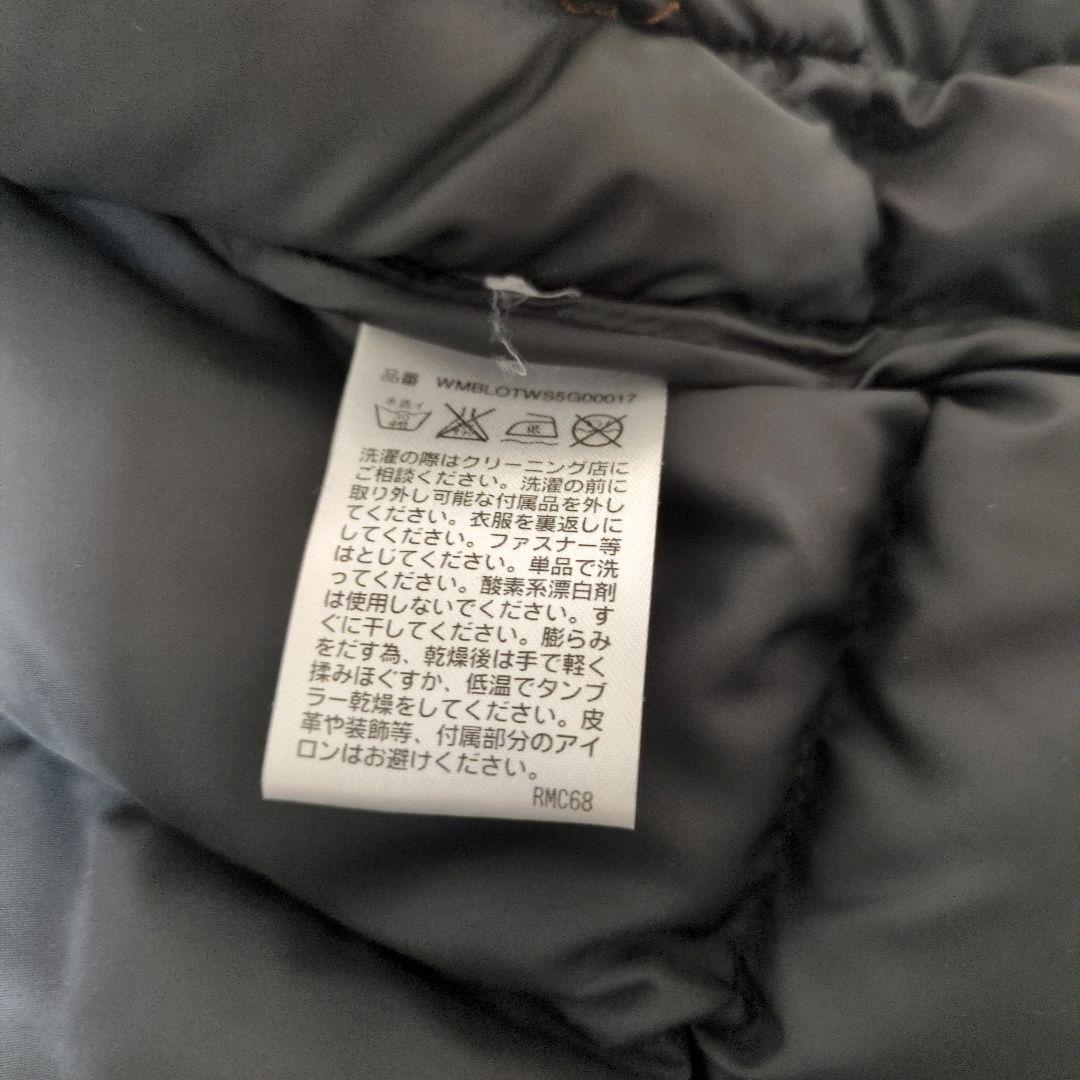 品番 WMBLOTWS5G00017
手洗イ
30
中性
低
洗濯の際はクリーニング店に
ご相談ください。洗濯の前に
取り外し可能な付属品を外し
てください。衣服を裏返しに
してください。ファスナー等
はとじてください。単品で洗
ってください。酸素系漂白剤
は使用しないでください。す
ぐに干してください。膨らみ
をだす為、乾燥後は手で軽く
揉みほぐすか、低温でタンブ
ラー乾燥をしてください。皮
革や装飾等、付属部分のアイ
ロンはお避けください。
RMC68